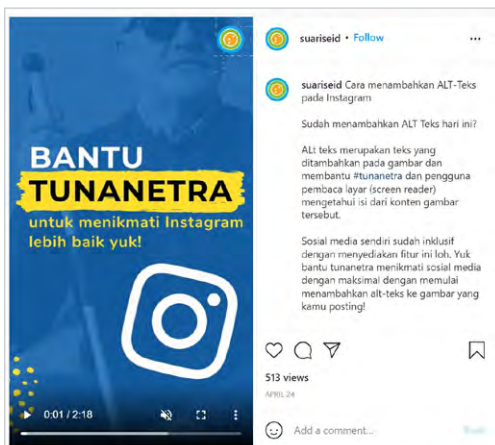 BANTU
TUNANETRA
untuk menikmati Instagram
lebih baik yuk!
0:01 / 2:18
suariseid • Follow
suariseid Cara menambahkan ALT-Teks
pada Instagram
Sudah menambahkan ALT Teks hari ini?
ALt teks merupakan teks yang
ditambahkan pada gambar dan
membantu #tunanetra dan pengguna
pembaca layar (screen reader)
mengetahui isi dari konten gambar
tersebut.
Sosial media sendiri sudah inklusif
dengan menyediakan fitur ini loh. Yuk
bantu tunanetra menikmati sosial media
dengan maksimal dengan memulai
menambahkan alt-teks ke gambar yang
kamu posting!
513 views
APRIL 24
Add a comment...